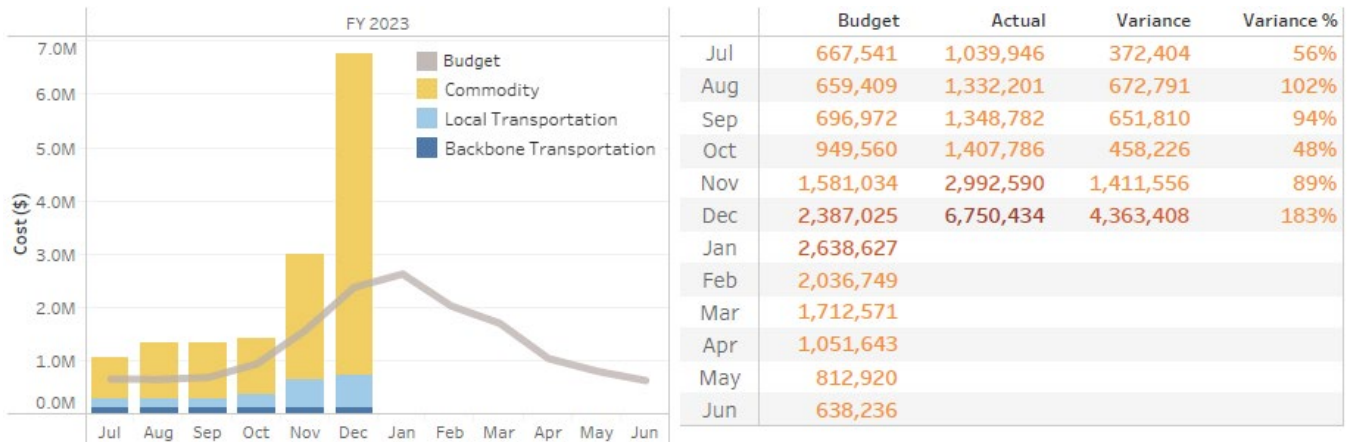 FY 2023
7.0M
6.0M
5.0M
4.0M
3.0M
2.0M
1.0M
0.0M
Cost ($)
Budget
Commodity
Local Transportation
Backbone Transportation
Jul Aug Sep Oct Nov Dec Jan Feb Mar Apr May Jun
Budget Actual Variance Variance %
Jul 667,541 1,039,946 372,404 56%
Aug 659,409 1,332,201 672,791 102%
Sep 696,972 1,348,782 651,810 94%
Oct 949,560 1,407,786 458,226 48%
Nov 1,581,034 2,992,590 1,411,556 89%
Dec 2,387,025 6,750,434 4,363,408 183%
Jan 2,638,627
Feb 2,036,749
Mar 1,712,571
Apr 1,051,643
May 812,920
Jun 638,236